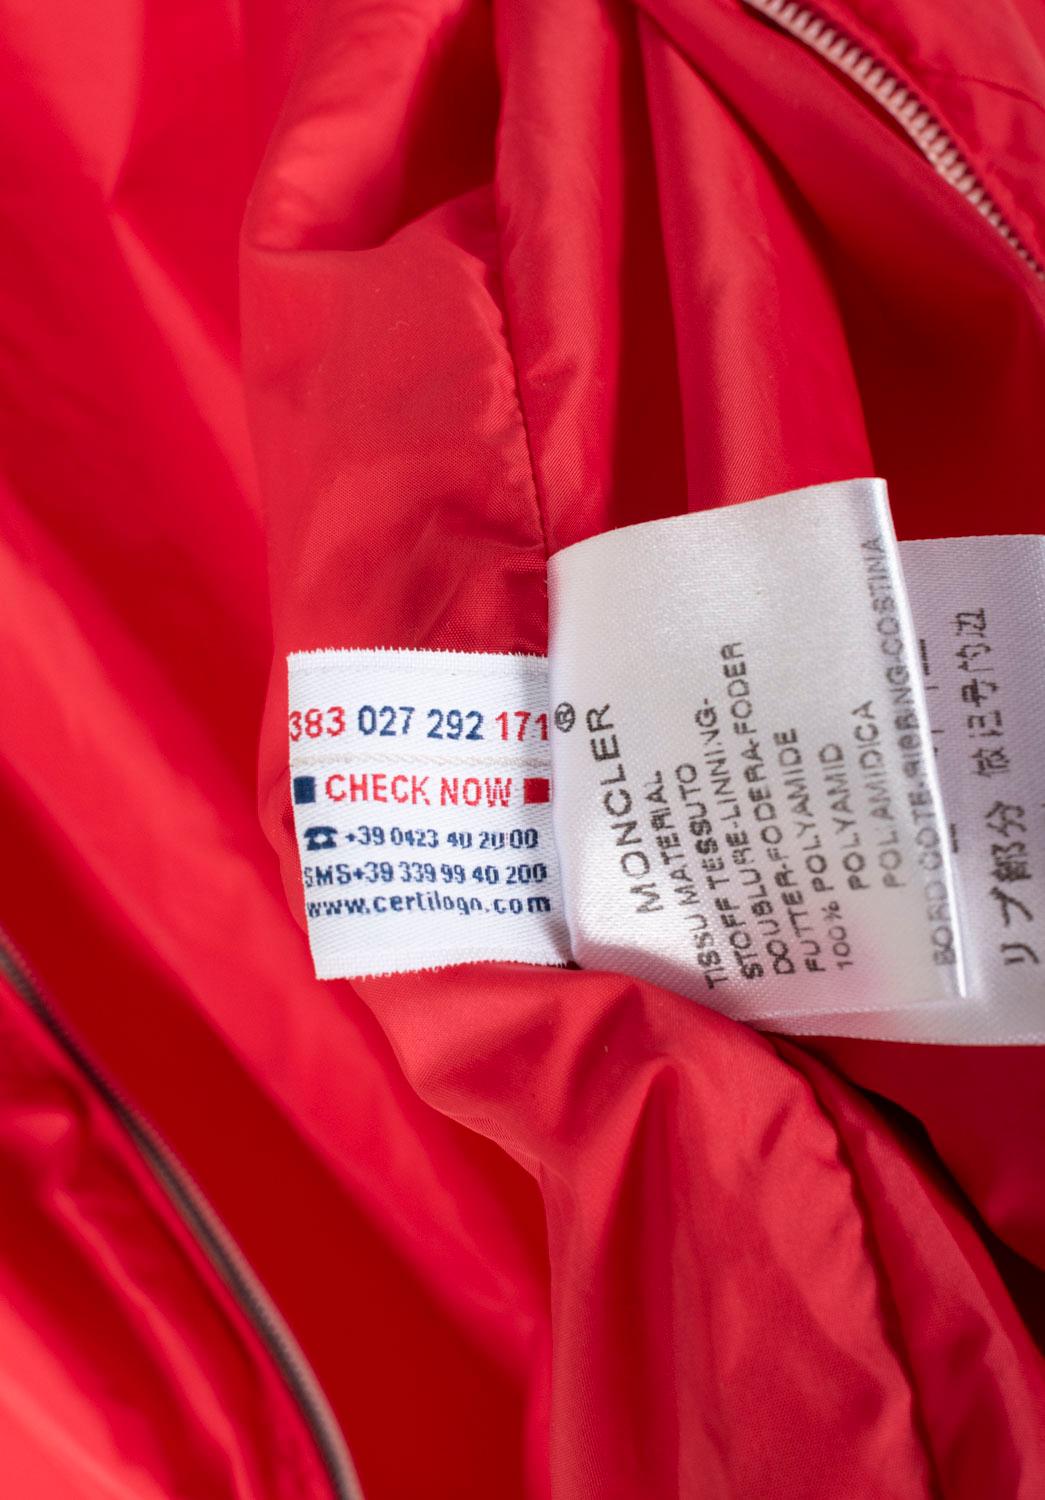 383 027 292 171
CHECK NOW
☎ +39 0423 40 20 00
SMS+39 339 99 40 200
www.certilogo.com
MONCLER®
TISSU MATERIAL
STOFF TESSUTO
DOUBLURE-LINNING-
FUTTER-FODERA-FODER
100% POLYAMIDE
POLYAMID
POLIAMIDICA
BORD COTE-RIBBING-COSTINA
リブ部分